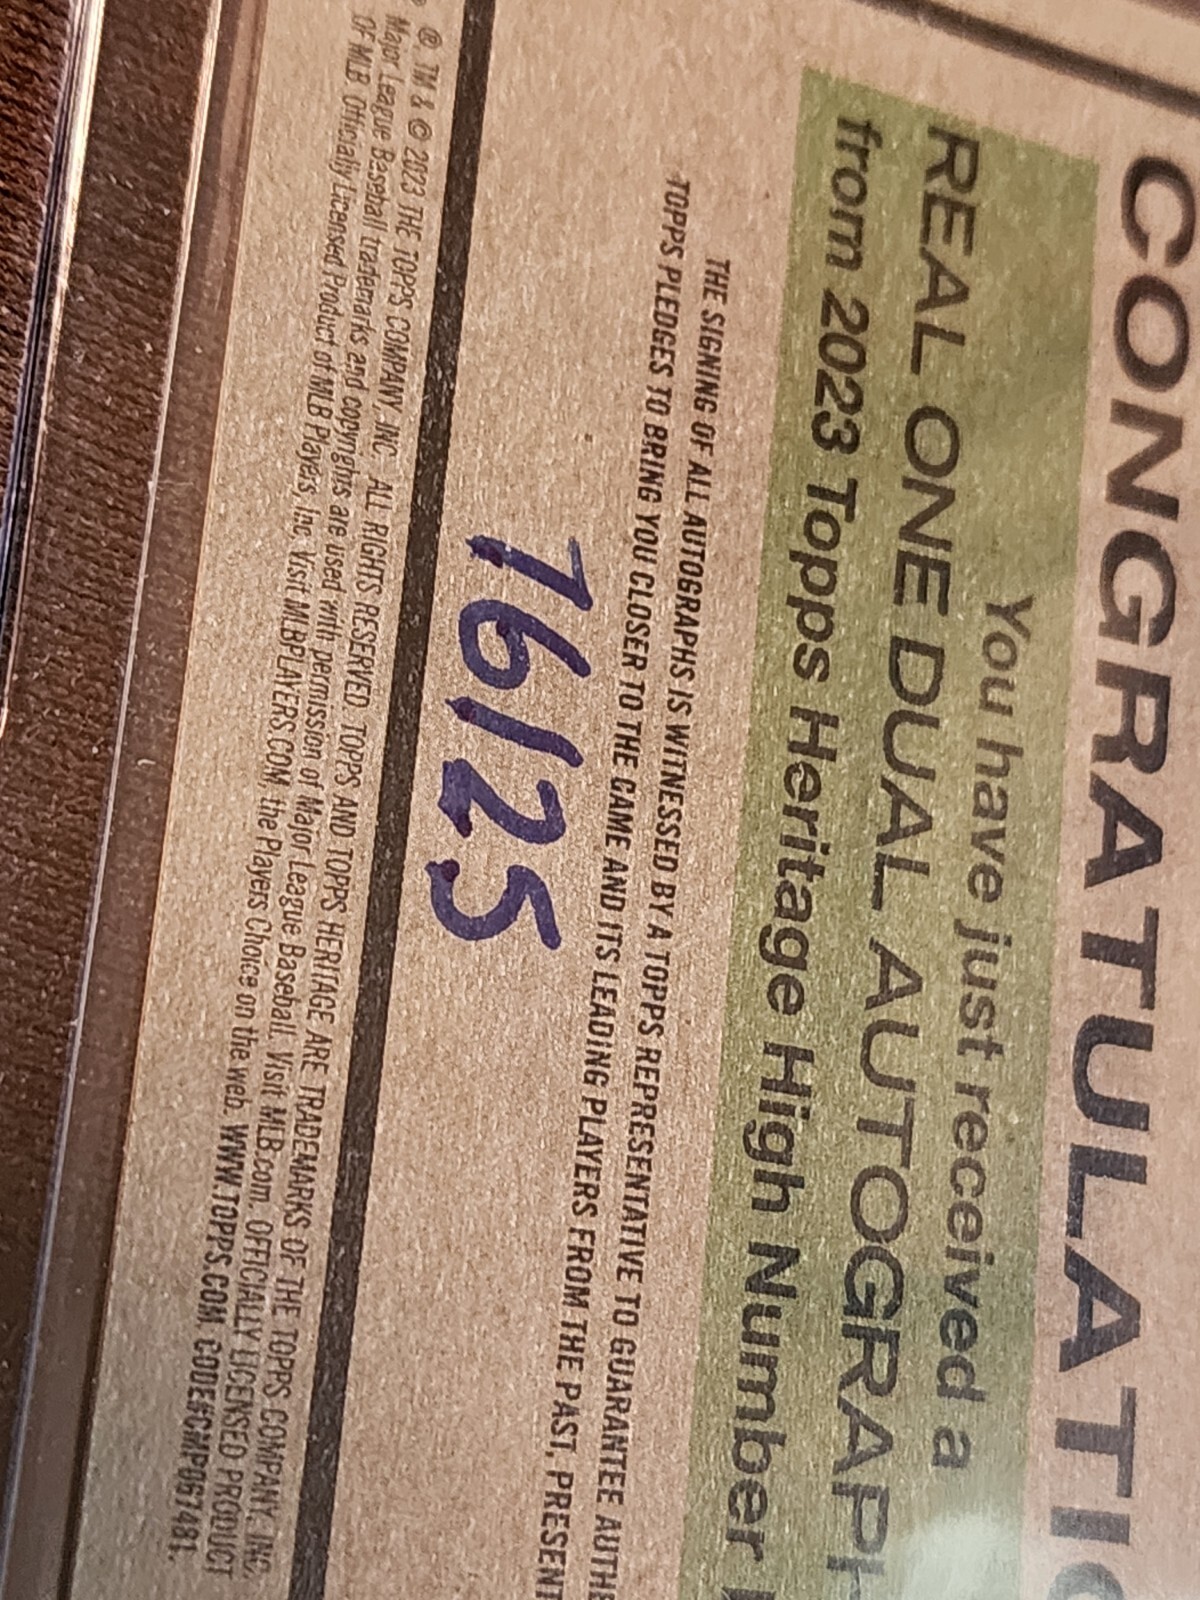 CONGRATULATIO
You have just received a
REAL ONE DUAL AUTOGRAPH
from 2023 Topps Heritage High Number
THE SIGNING OF ALL AUTOGRAPHS IS WITNESSED BY A TOPPS REPRESENTATIVE TO GUARANTEE AUTHE
TOPPS PLEDGES TO BRING YOU CLOSER TO THE GAME AND ITS LEADING PLAYERS FROM THE PAST, PRESENT
16/25
®, TM & © 2023 THE TOPPS COMPANY, INC. ALL RIGHTS RESERVED. TOPPS AND TOPPS HERITAGE ARE TRADEMARKS OF THE TOPPS COMPANY, INC.
Major League Baseball trademarks and copyrights are used with permission of Major League Baseball. Visit MLB.com. OFFICIALLY LICENSED PRODUCT
OF MLB Officially Licensed Product of MLB Players, Inc. Visit MLBPLAYERS.COM, the Players Choice on the web. WWW.TOPPS.COM. CODE#CMP067481.